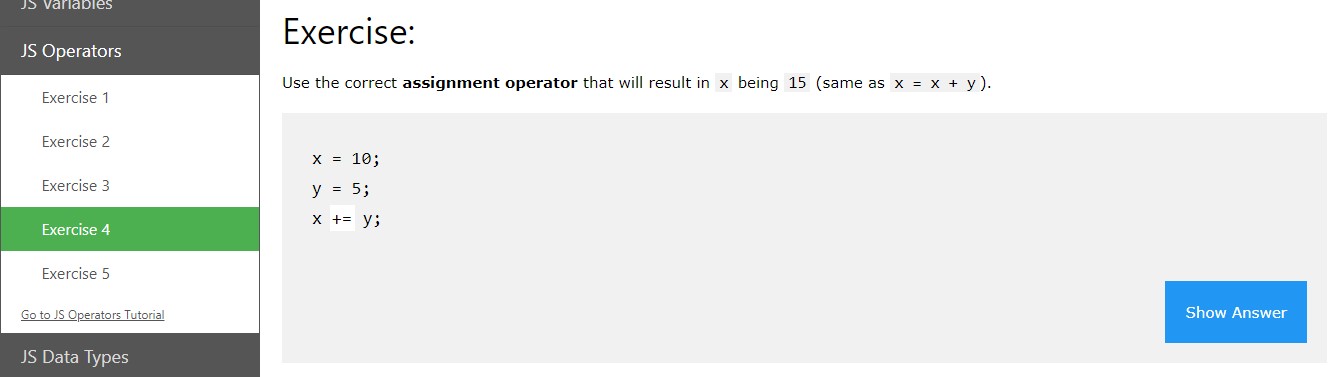 JS Variables
JS Operators
Exercise 1
Exercise 2
Exercise 3
Exercise 4
Exercise 5
Go to JS Operators Tutorial
JS Data Types
Exercise:
Use the correct assignment operator that will result in x being 15 (same as x = x + y).
x = 10;
y = 5;
x += y;
Show Answer